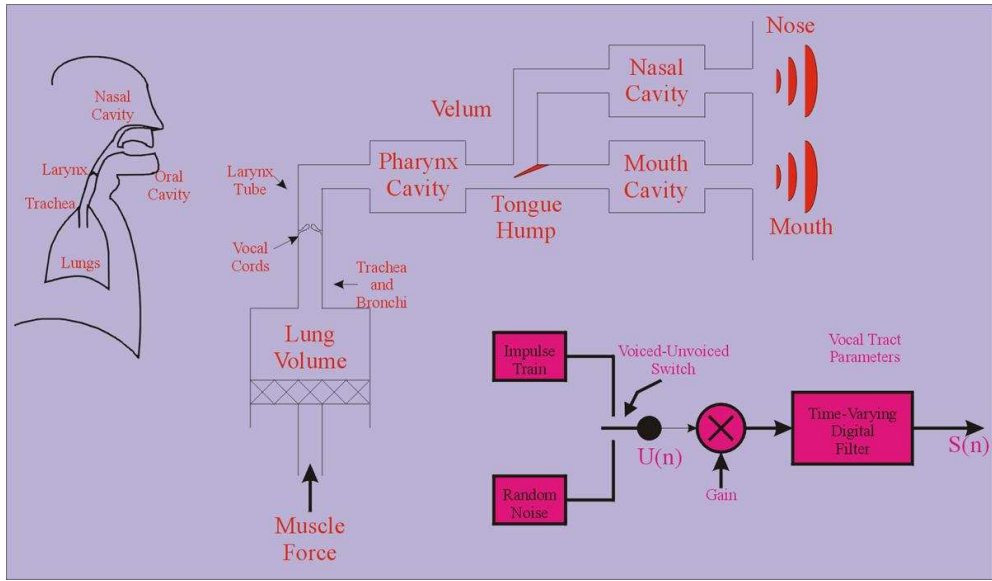 Nasal
Cavity
Larynx
Oral
Cavity
Trachea
Lungs
Nose
Nasal
Cavity
Velum
Pharynx
Cavity
Mouth
Cavity
Larynx
Tube
Tongue
Hump
Mouth
Vocal
Cords
Trachea
and
Bronchi
Lung
Volume
Muscle
Force
Impulse
Train
Voiced-Unvoiced
Switch
Vocal Tract
Parameters
Time-Varying
Digital
Filter
U(n)
S(n)
Gain
Random
Noise